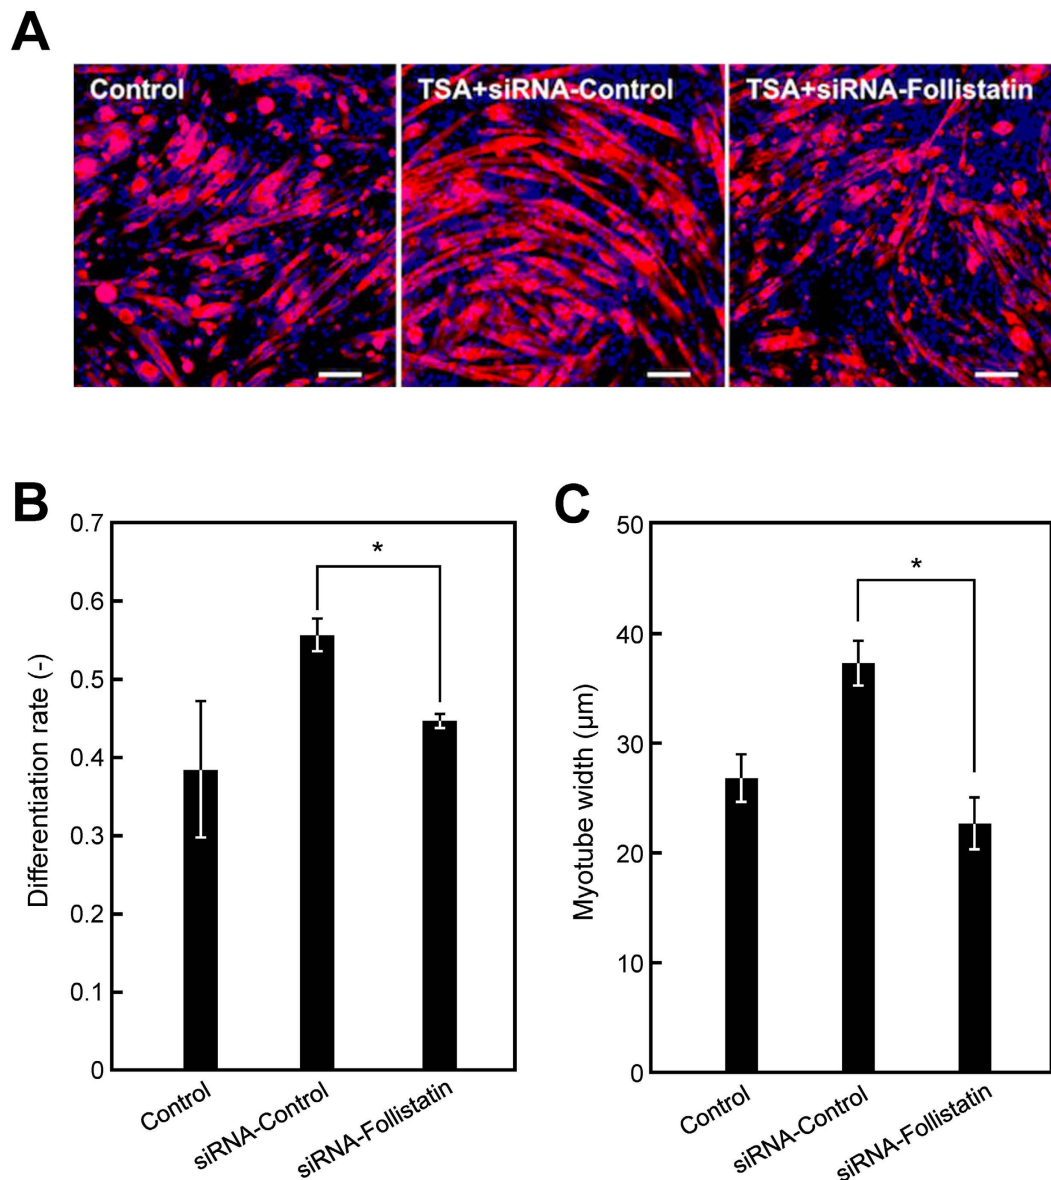 A
Control
TSA+siRNA-Control
TSA+siRNA-Follistatin
B
Differentiation rate (-)
0.7
0.6
0.5
0.4
0.3
0.2
0.1
0
*
Control
siRNA-Control
siRNA-Follistatin
C
Myotube width (µm)
50
40
30
20
10
0
*
Control
siRNA-Control
siRNA-Follistatin